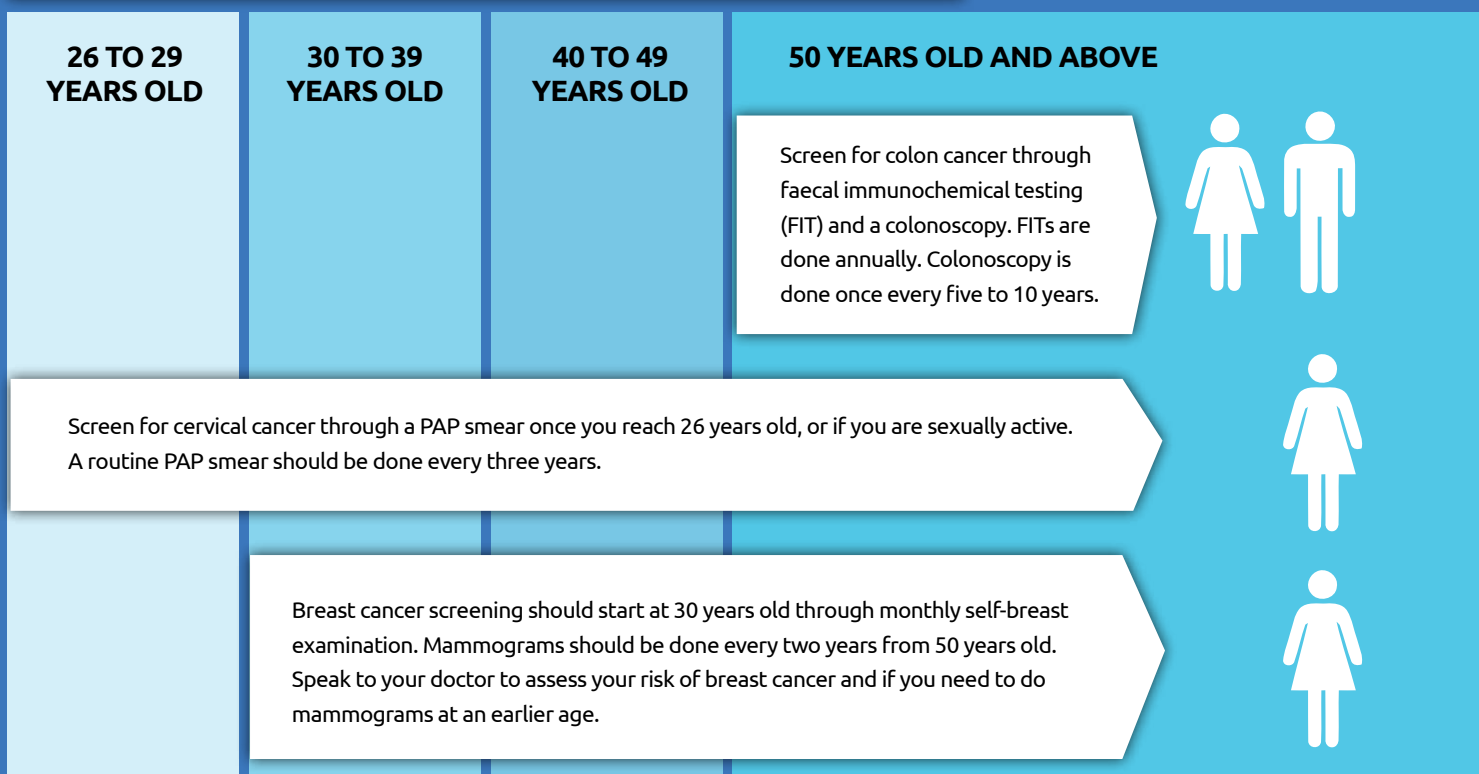 26 TO 29
YEARS OLD
30 TO 39
YEARS OLD
40 TO 49
YEARS OLD
50 YEARS OLD AND ABOVE
Screen for colon cancer through
faecal immunochemical testing
(FIT) and a colonoscopy. FITs are
done annually. Colonoscopy is
done once every five to 10 years.
Screen for cervical cancer through a PAP smear once you reach 26 years old, or if you are sexually active.
A routine PAP smear should be done every three years.
Breast cancer screening should start at 30 years old through monthly self-breast
examination. Mammograms should be done every two years from 50 years old.
Speak to your doctor to assess your risk of breast cancer and if you need to do
mammograms at an earlier age.